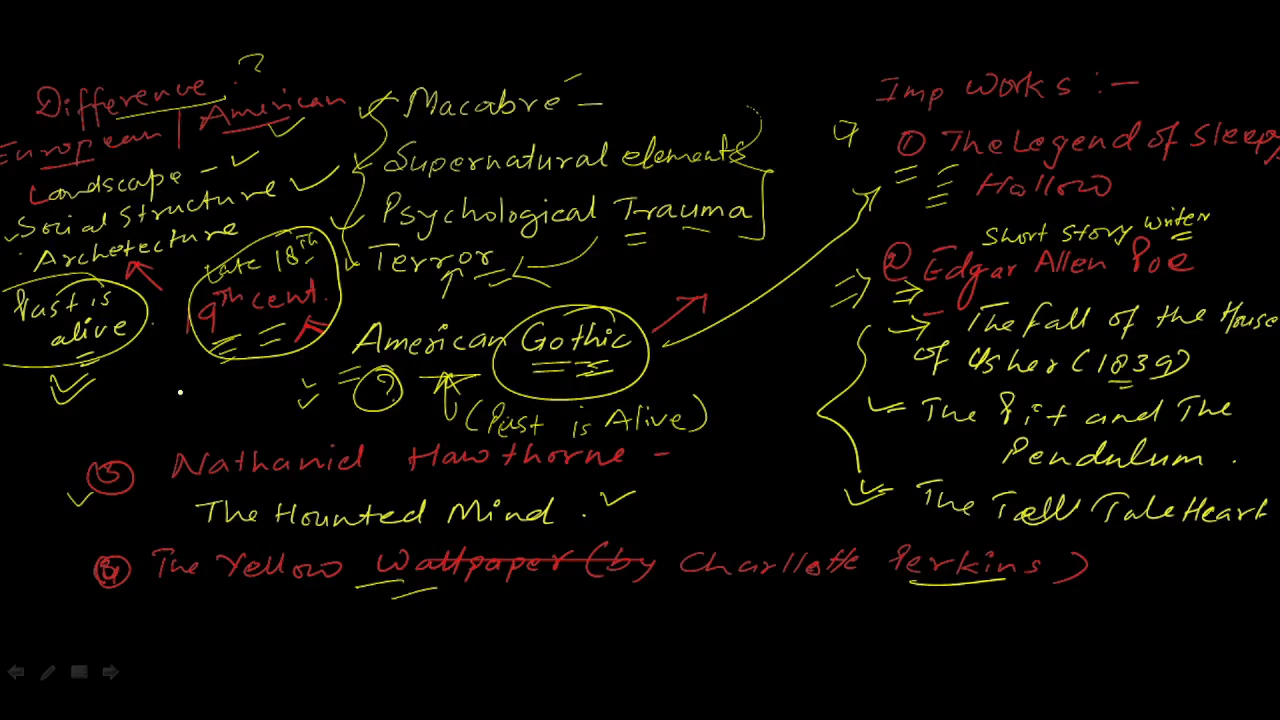 Difference ?
European | American
Landscape -
Social Structure
Archetecture
Past is
alive
late 18th
19th cent.
Macabre -
Supernatural elements
Psychological Trauma
Terror
American Gothic
?
(Past is Alive)
Imp Works :-
① The Legend of Sleepy
Hollow
Short Story writer
② Edgar Allen Poe
→ The fall of the House
of Usher (1839)
The Pit and The
Pendulum .
The Tell Tale Heart
③ Nathaniel Hawthorne -
The Hounted Mind .
④ The Yellow Wallpaper (by Charllotte Perkins)